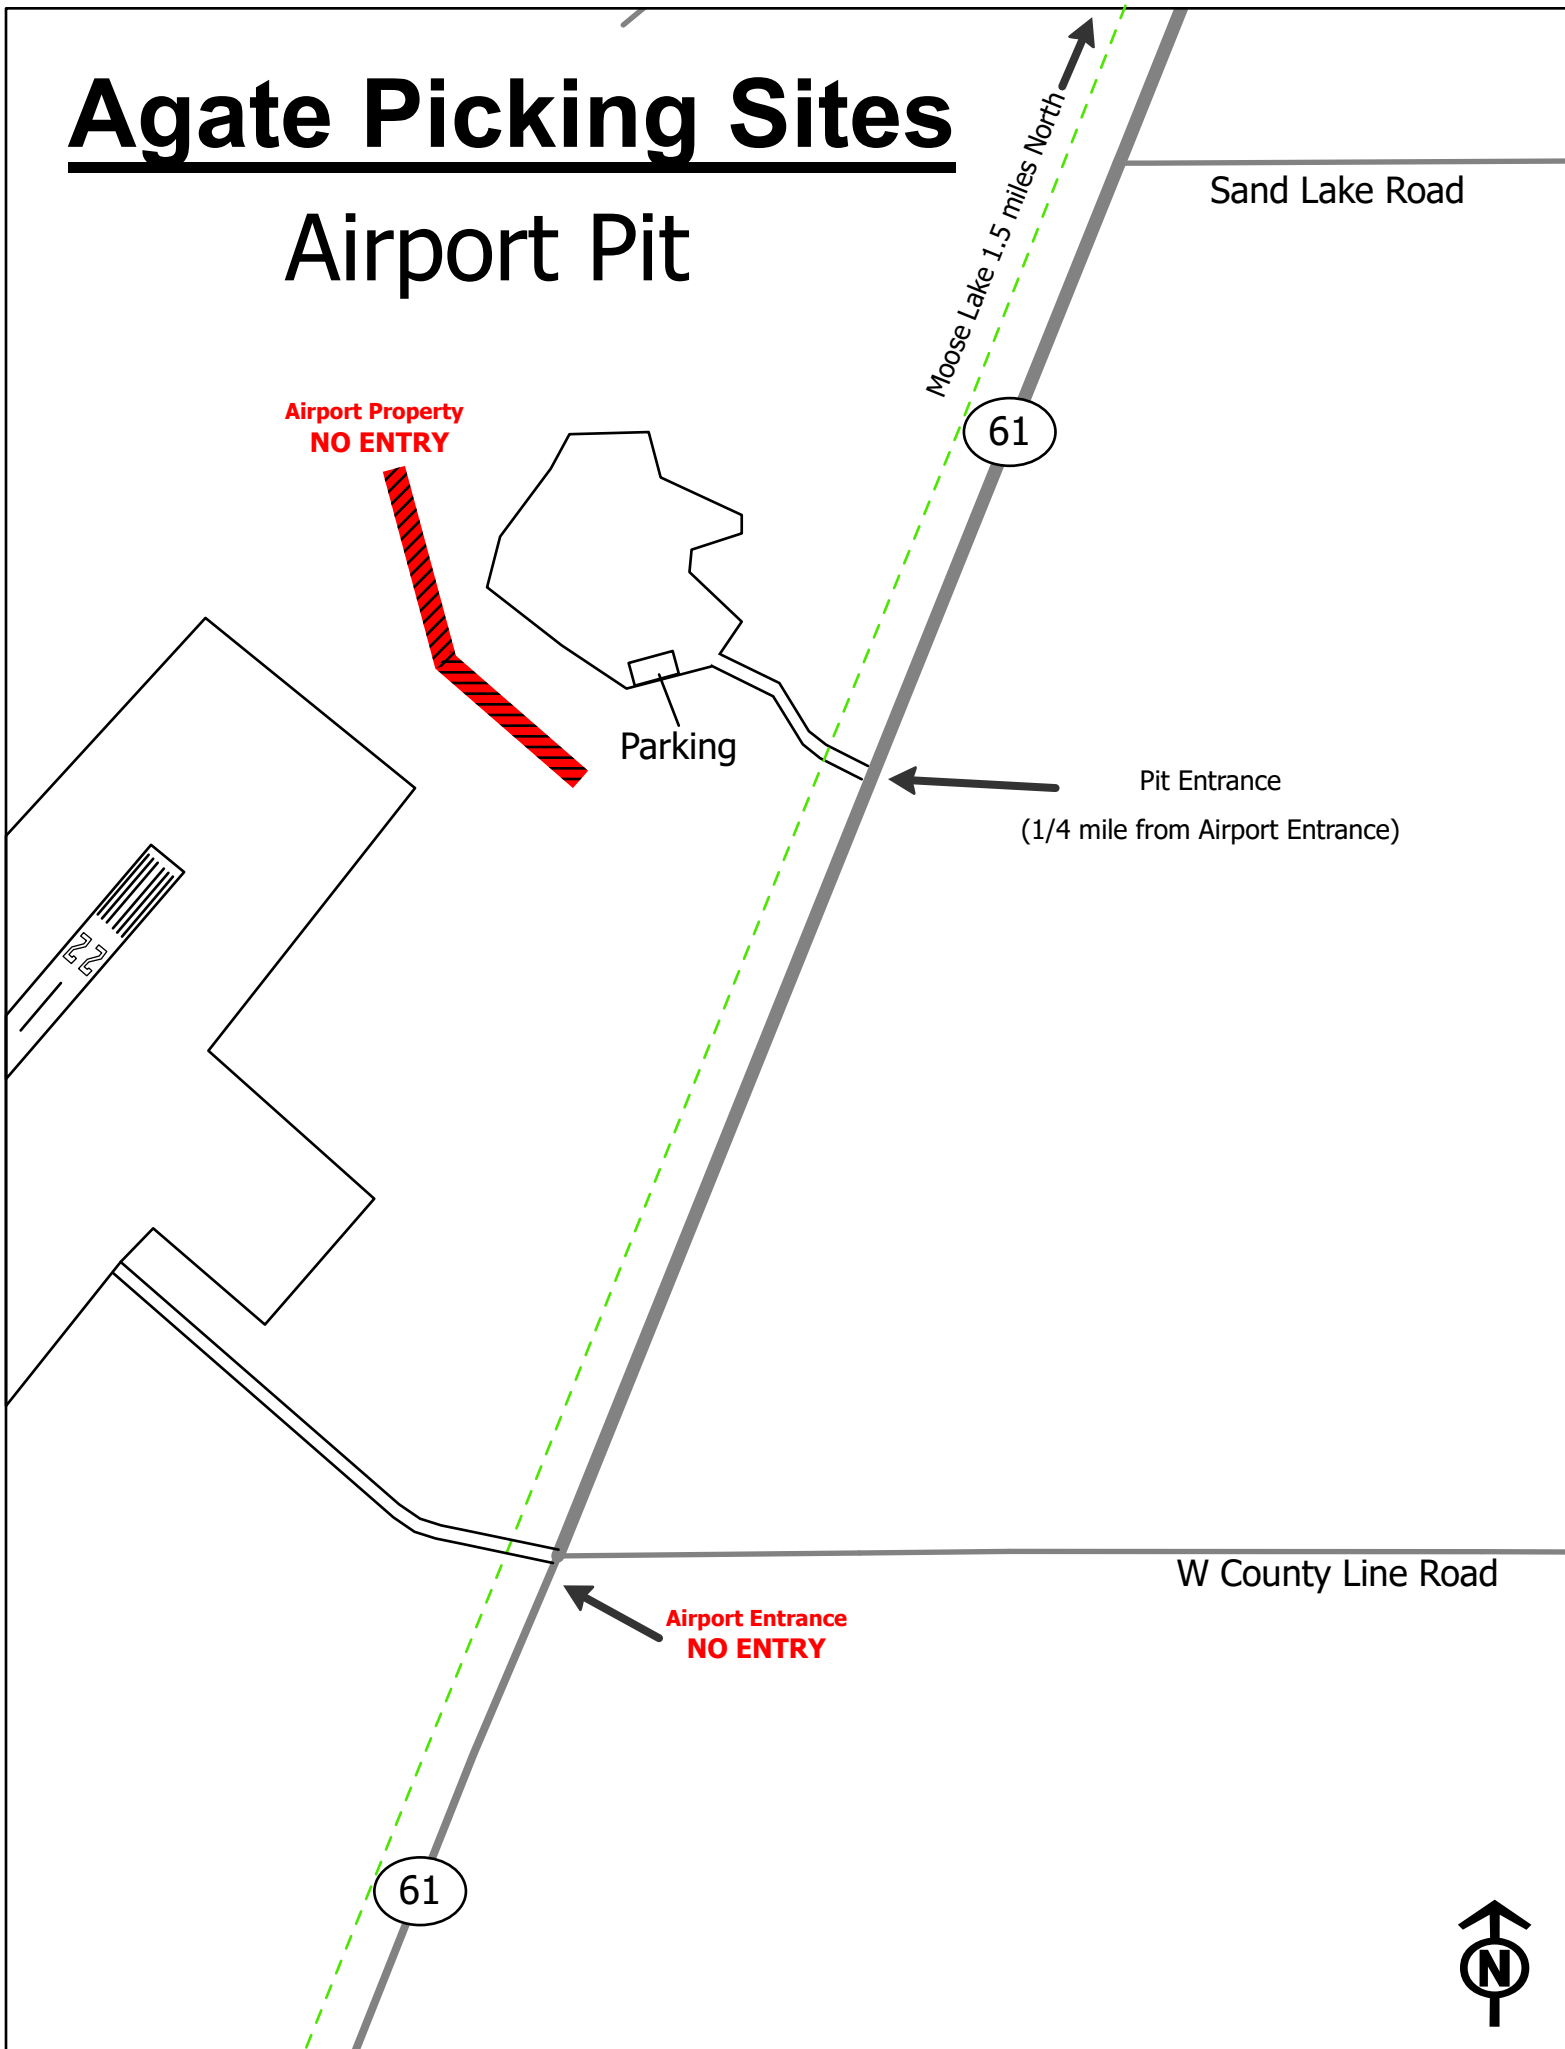 Agate Picking Sites
Airport Pit
Moose Lake 1.5 miles North
Sand Lake Road
61
Airport Property
NO ENTRY
Parking
Pit Entrance
(1/4 mile from Airport Entrance)
22
W County Line Road
Airport Entrance
NO ENTRY
61
N